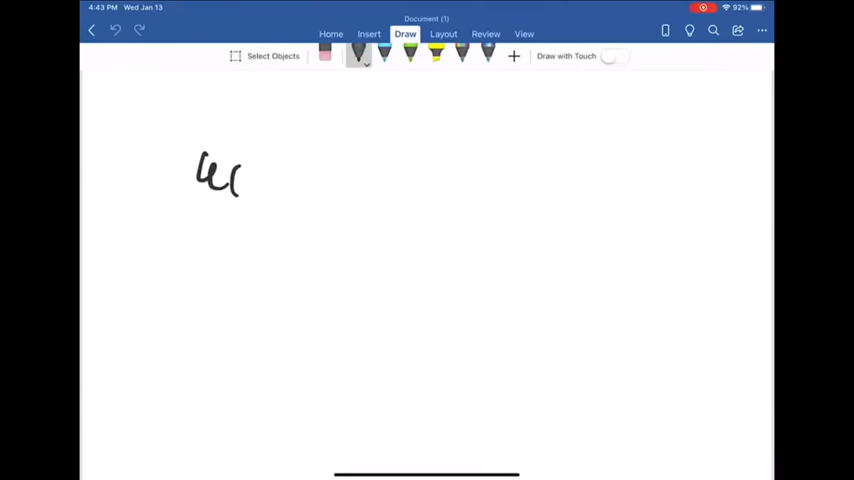 4:43 PM Wed Jan 13
Document (1)
92%
Home Insert Draw Layout Review View
Select Objects
Draw with Touch